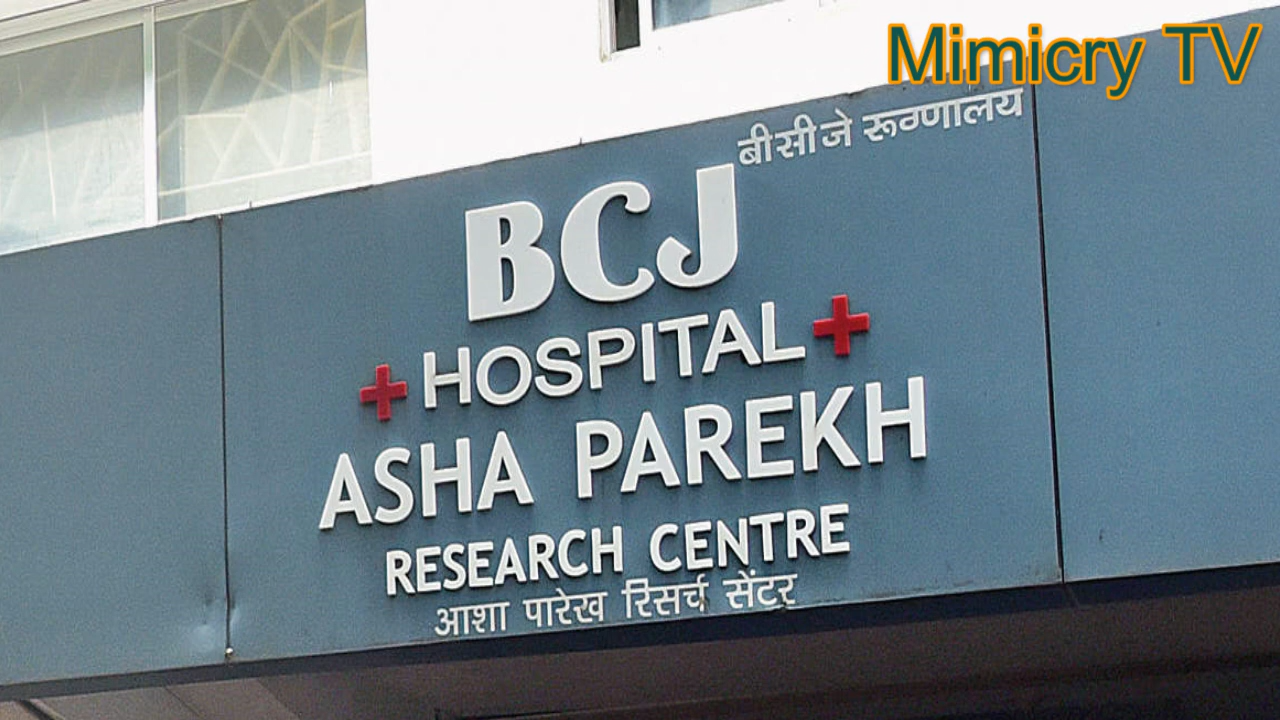 Mimicry TV
बीसीजे रूग्णालय
BCJ
HOSPITAL
ASHA PAREKH
RESEARCH CENTRE
आशा पारेख रिसर्च सेंटर